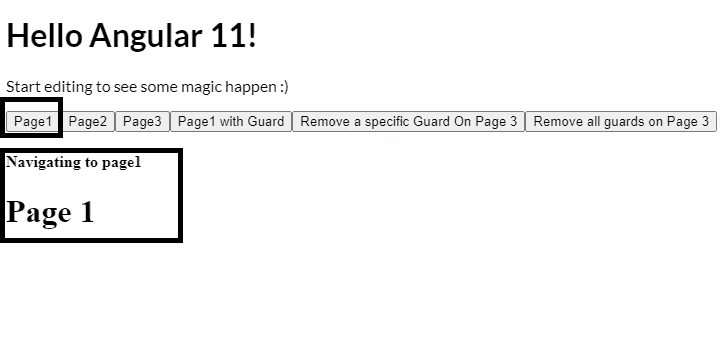 Hello Angular 11!
Start editing to see some magic happen :)
Page1 Page2 Page3 Page1 with Guard Remove a specific Guard On Page 3 Remove all guards on Page 3
Navigating to page1
Page 1